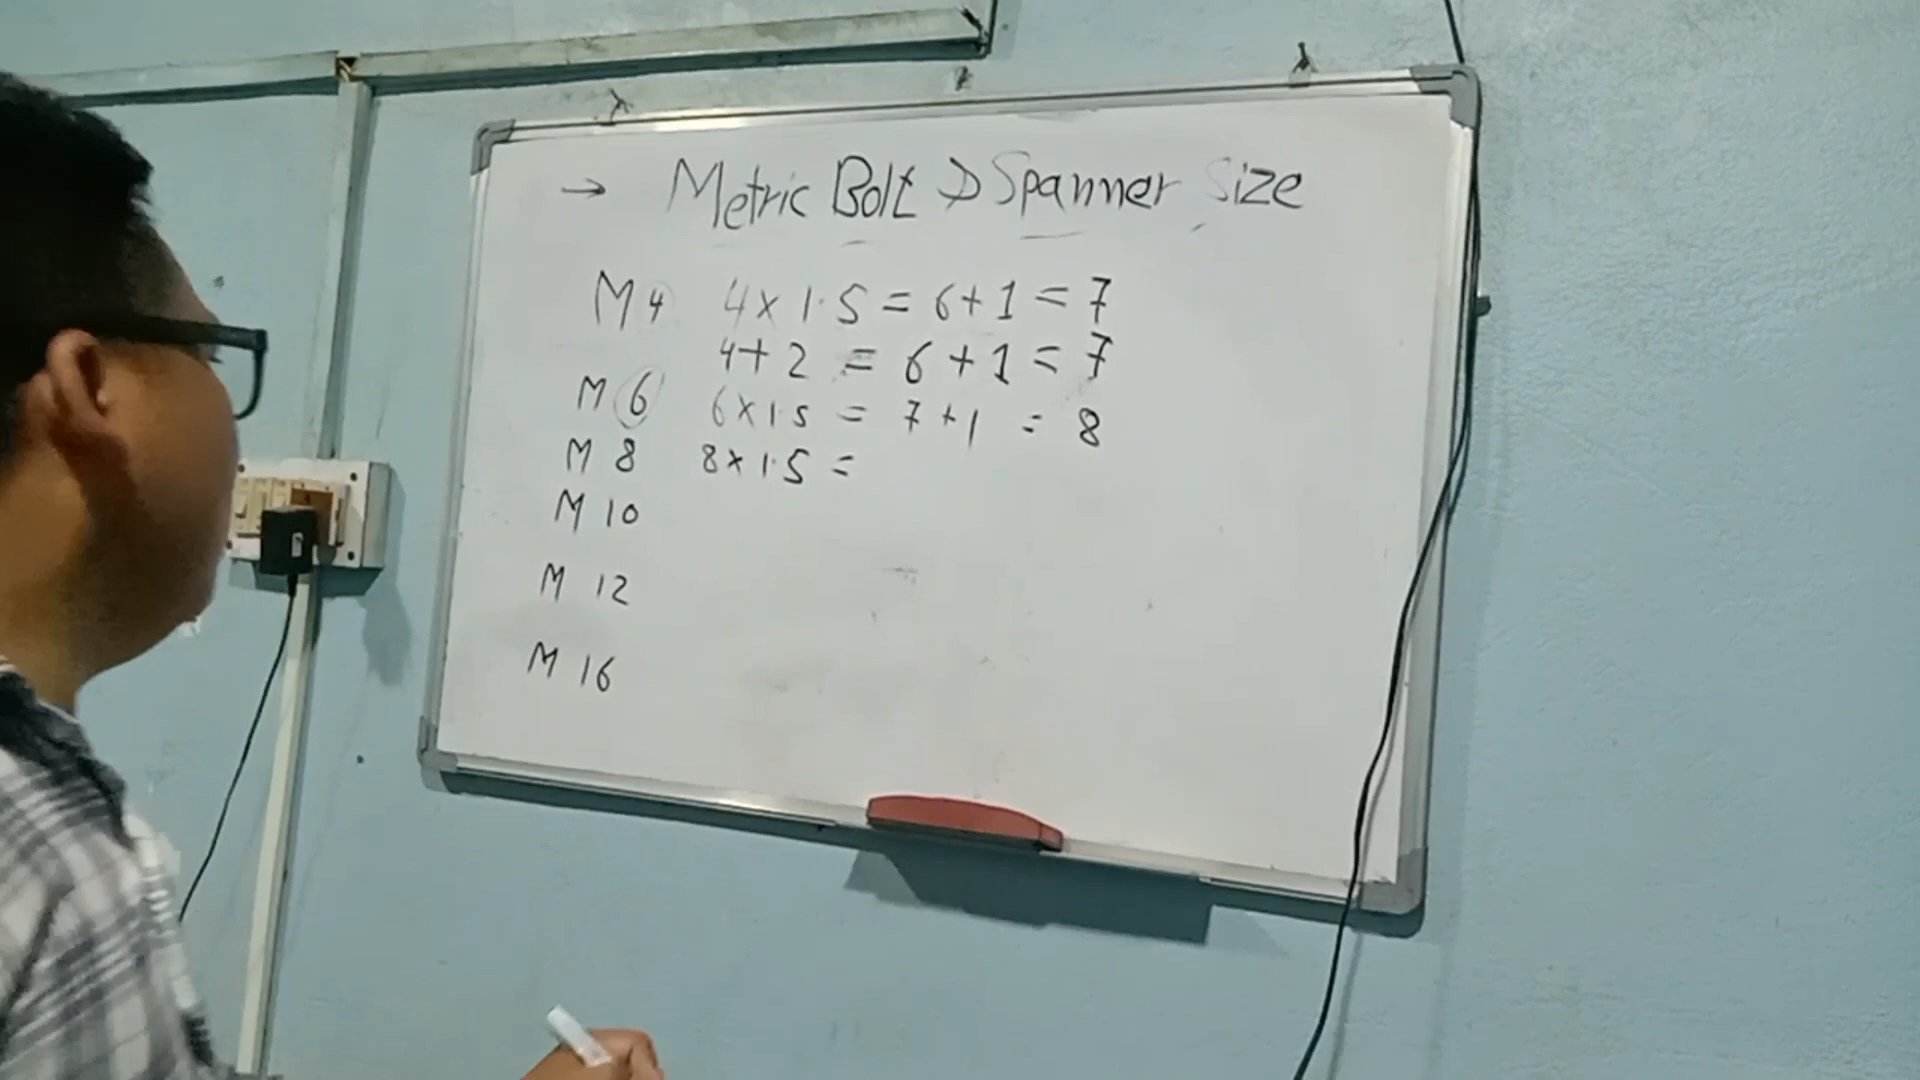 → Metric Bolt → Spanner Size
M4 4 x 1.5 = 6+1 = 7
4+2 = 6+1 = 7
M6 6 x 1.5 = 7+1 = 8
M 8 8 x 1.5 =
M 10
M 12
M 16